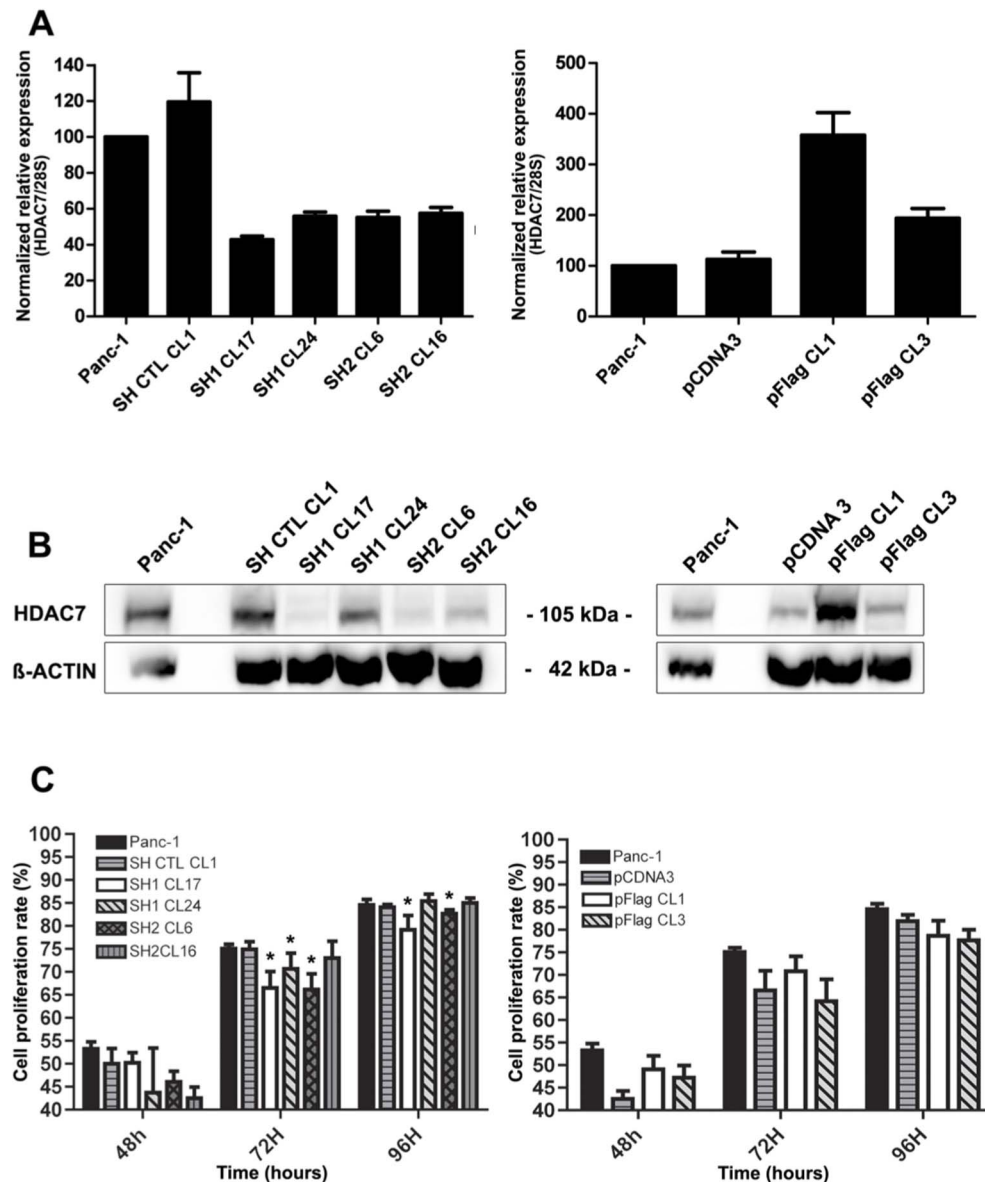 A
Normalized relative expression
(HDAC7/28S)
140
120
100
80
60
40
20
0
Panc-1
SH CTL CL1
SH1 CL17
SH1 CL24
SH2 CL6
SH2 CL16
Normalized relative expression
(HDAC7/28S)
500
400
300
200
100
0
Panc-1
pCDNA3
pFlag CL1
pFlag CL3
B
Panc-1
SH CTL CL1
SH1 CL17
SH1 CL24
SH2 CL6
SH2 CL16
Panc-1
pCDNA 3
pFlag CL1
pFlag CL3
HDAC7
- 105 kDa -
ß-ACTIN
- 42 kDa -
C
Cell proliferation rate (%)
100
95
90
85
80
75
70
65
60
55
50
45
40
Panc-1
SH CTL CL1
SH1 CL17
SH1 CL24
SH2 CL6
SH2CL16
* * *
* *
48h
72H
96H
Time (hours)
Cell proliferation rate (%)
100
95
90
85
80
75
70
65
60
55
50
45
40
Panc-1
pCDNA3
pFlag CL1
pFlag CL3
48h
72H
96H
Time (hours)